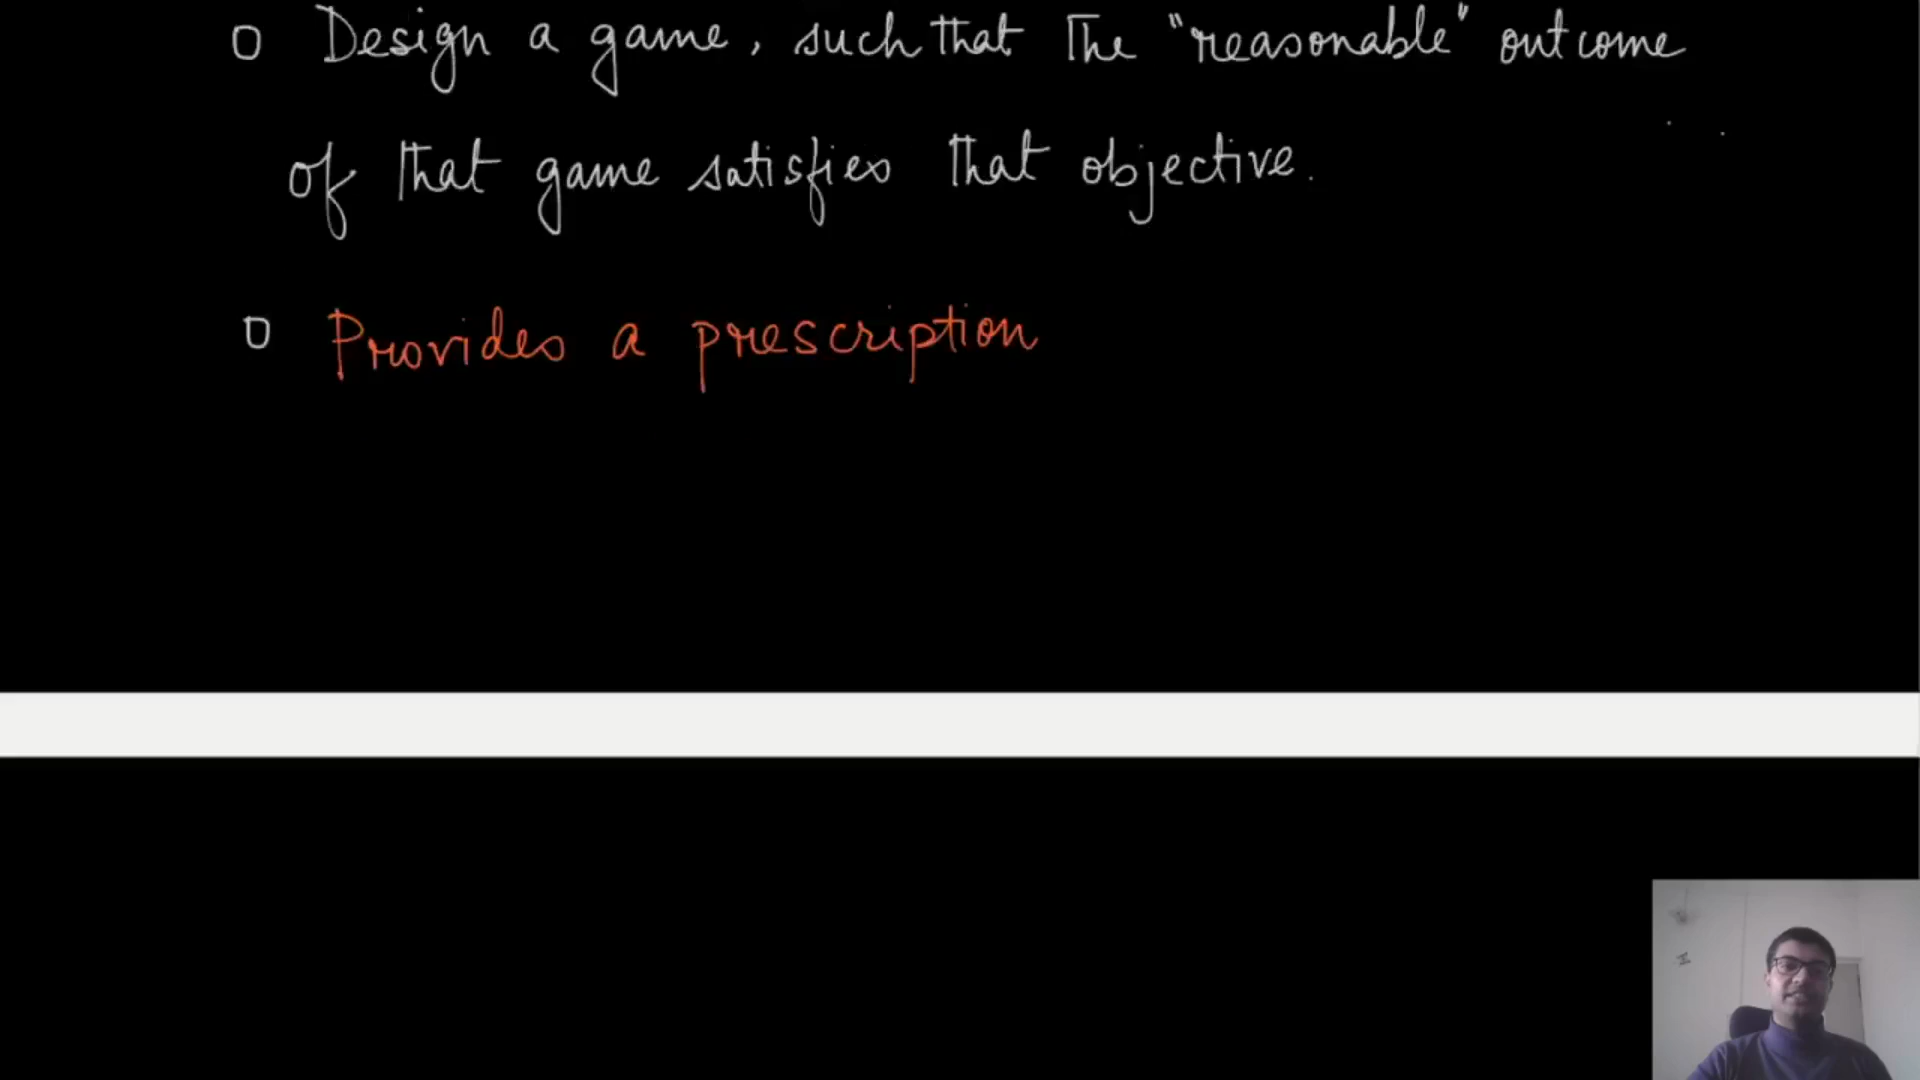 Design a game, such that the "reasonable" outcome
of that game satisfies that objective.
Provides a prescription